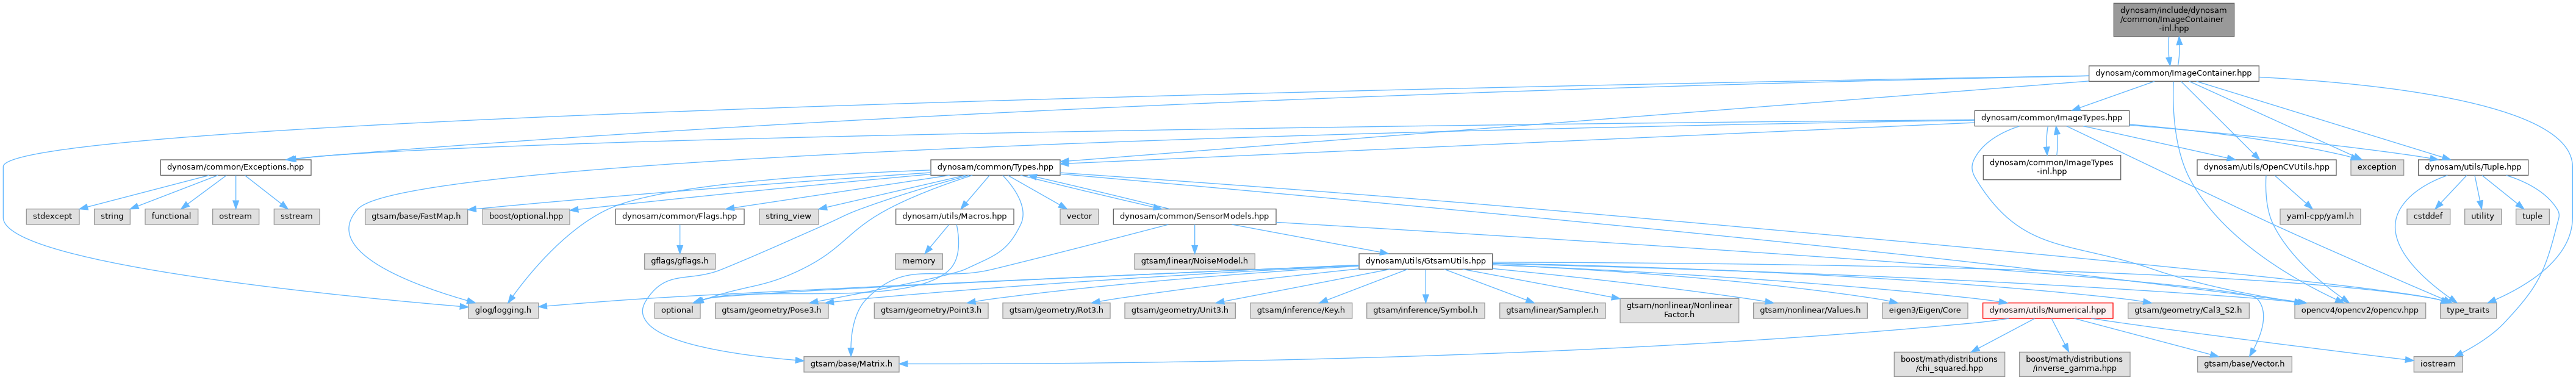 dynosam/include/dynosam
/common/ImageContainer
-inl.hpp
dynosam/common/ImageContainer.hpp
dynosam/common/ImageTypes.hpp
dynosam/common/Exceptions.hpp
dynosam/common/Types.hpp
dynosam/common/ImageTypes
-inl.hpp
dynosam/utils/OpenCVUtils.hpp
exception
dynosam/utils/Tuple.hpp
stdexcept
string
functional
ostream
sstream
gtsam/base/FastMap.h
boost/optional.hpp
dynosam/common/Flags.hpp
string_view
dynosam/utils/Macros.hpp
vector
dynosam/common/SensorModels.hpp
yaml-cpp/yaml.h
cstddef
utility
tuple
gflags/gflags.h
memory
gtsam/linear/NoiseModel.h
dynosam/utils/GtsamUtils.hpp
glog/logging.h
optional
gtsam/geometry/Pose3.h
gtsam/geometry/Point3.h
gtsam/geometry/Rot3.h
gtsam/geometry/Unit3.h
gtsam/inference/Key.h
gtsam/inference/Symbol.h
gtsam/linear/Sampler.h
gtsam/nonlinear/Nonlinear
Factor.h
gtsam/nonlinear/Values.h
eigen3/Eigen/Core
dynosam/utils/Numerical.hpp
gtsam/geometry/Cal3_S2.h
opencv4/opencv2/opencv.hpp
type_traits
gtsam/base/Matrix.h
boost/math/distributions
/chi_squared.hpp
boost/math/distributions
/inverse_gamma.hpp
gtsam/base/Vector.h
iostream